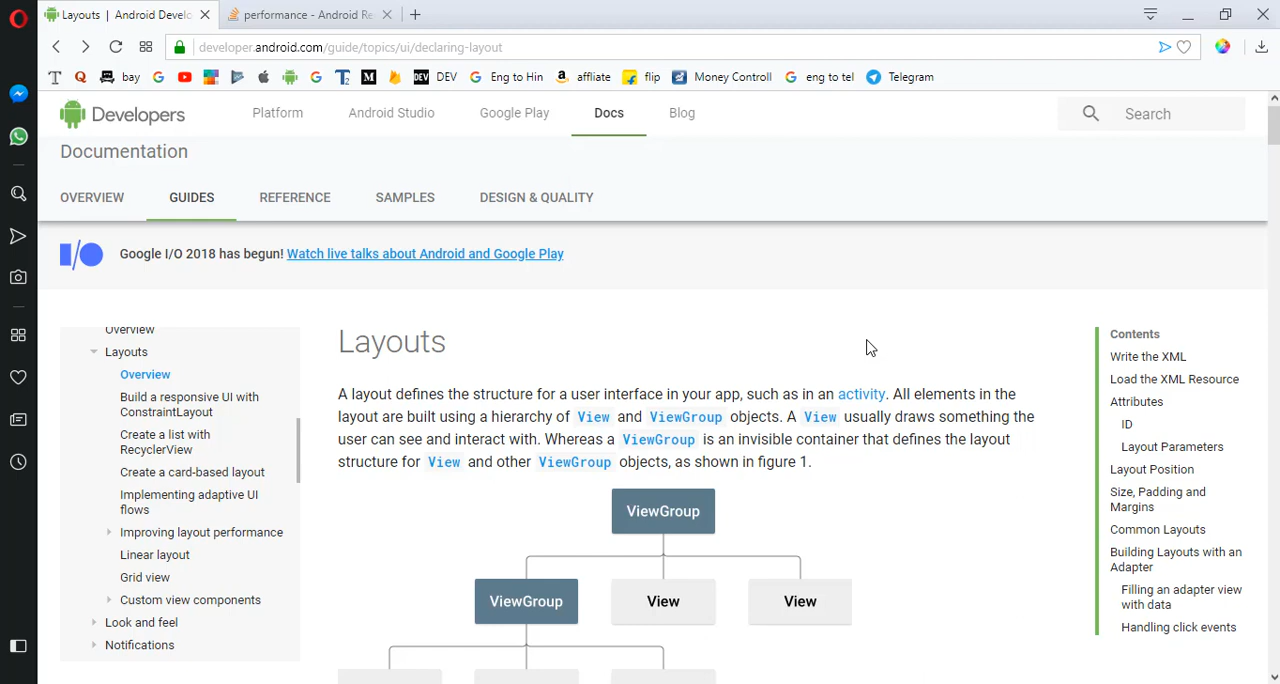 Layouts | Android Develo
performance - Android Re
developer.android.com/guide/topics/ui/declaring-layout
bay
DEV
DEV
Eng to Hin
affliate
flip
Money Controll
eng to tel
Telegram
Developers
Platform
Android Studio
Google Play
Docs
Blog
Search
Documentation
OVERVIEW
GUIDES
REFERENCE
SAMPLES
DESIGN & QUALITY
I/O
Google I/O 2018 has begun! Watch live talks about Android and Google Play
Overview
Layouts
Overview
Build a responsive UI with
ConstraintLayout
Create a list with
RecyclerView
Create a card-based layout
Implementing adaptive UI
flows
Improving layout performance
Linear layout
Grid view
Custom view components
Look and feel
Notifications
Layouts
A layout defines the structure for a user interface in your app, such as in an activity. All elements in the
layout are built using a hierarchy of View and ViewGroup objects. A View usually draws something the
user can see and interact with. Whereas a ViewGroup is an invisible container that defines the layout
structure for View and other ViewGroup objects, as shown in figure 1.
ViewGroup
ViewGroup
View
View
Contents
Write the XML
Load the XML Resource
Attributes
ID
Layout Parameters
Layout Position
Size, Padding and
Margins
Common Layouts
Building Layouts with an
Adapter
Filling an adapter view
with data
Handling click events